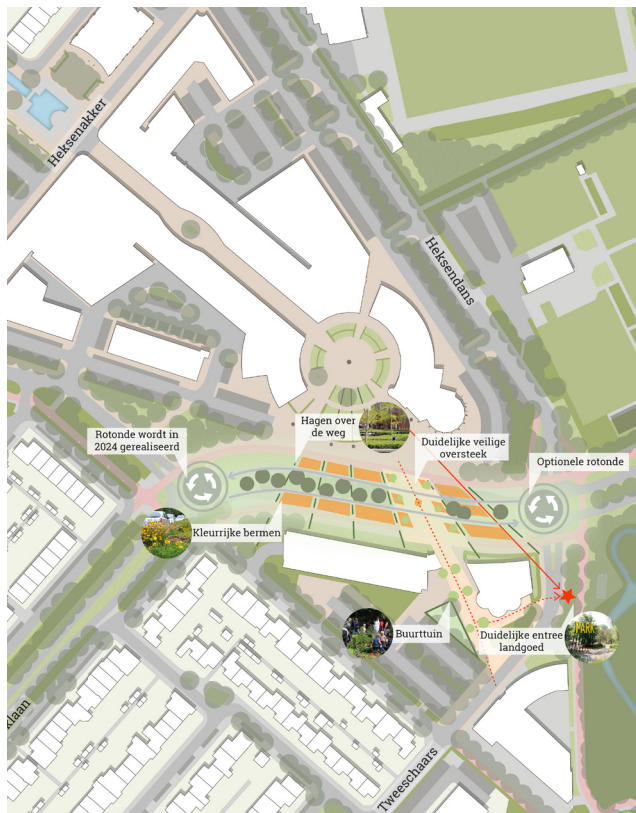 Heksenakker
Heksendans
Hagen over
de weg
Rotonde wordt in
2024 gerealiseerd
Duidelijke veilige
oversteek
Optionele rotonde
Kleurrijke bermen
Buurttuin
Duidelijke entree
landgoed
PARK
klaan
Tweeschaars